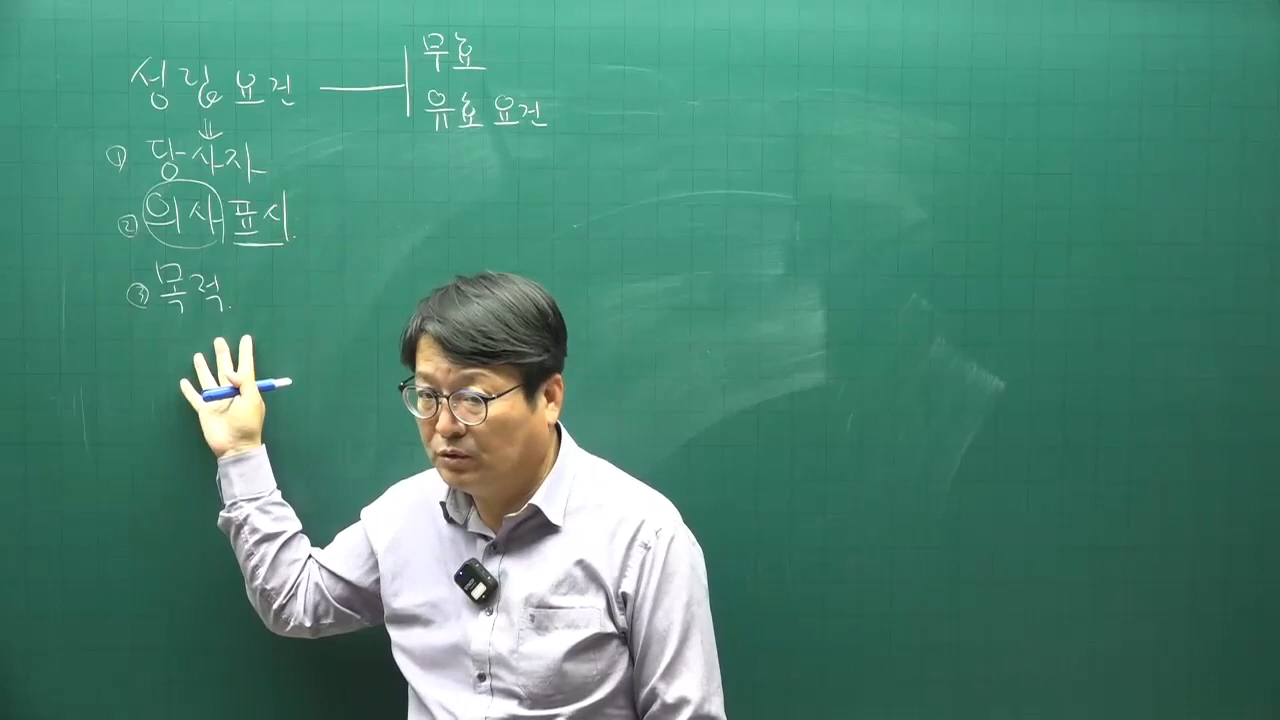 성립요건
무효
유효요건
① 당사자
② 의사표시.
③ 목적.